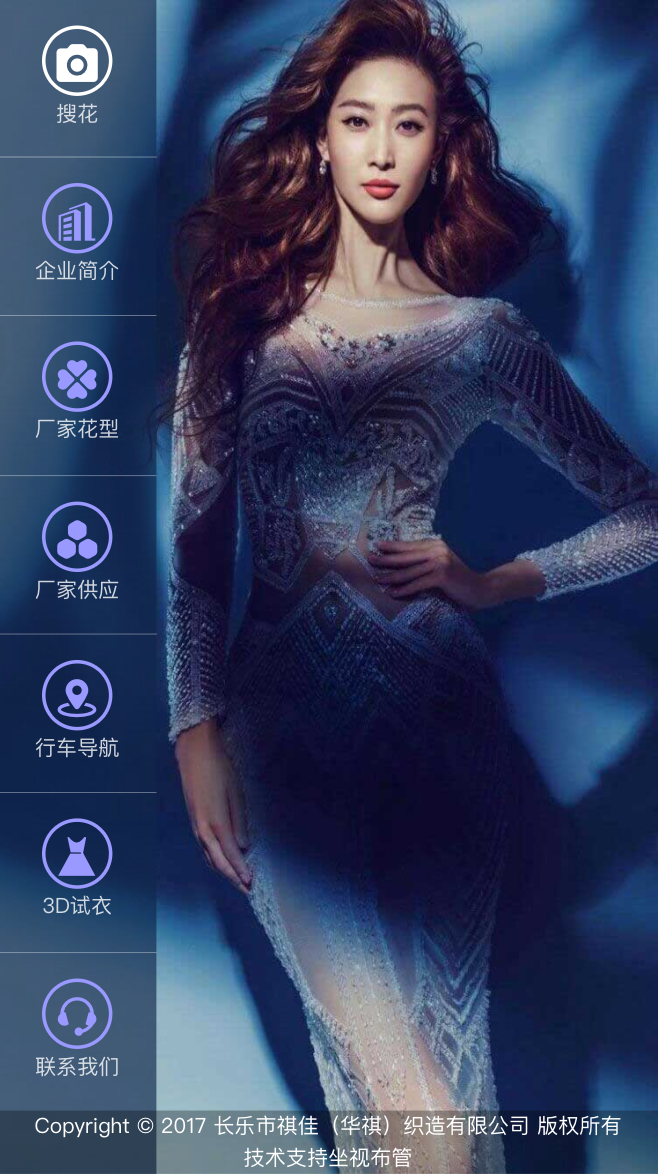 搜花
企业简介
厂家花型
厂家供应
行车导航
3D试衣
联系我们
Copyright © 2017 长乐市祺佳（华祺）织造有限公司 版权所有
技术支持坐视布管